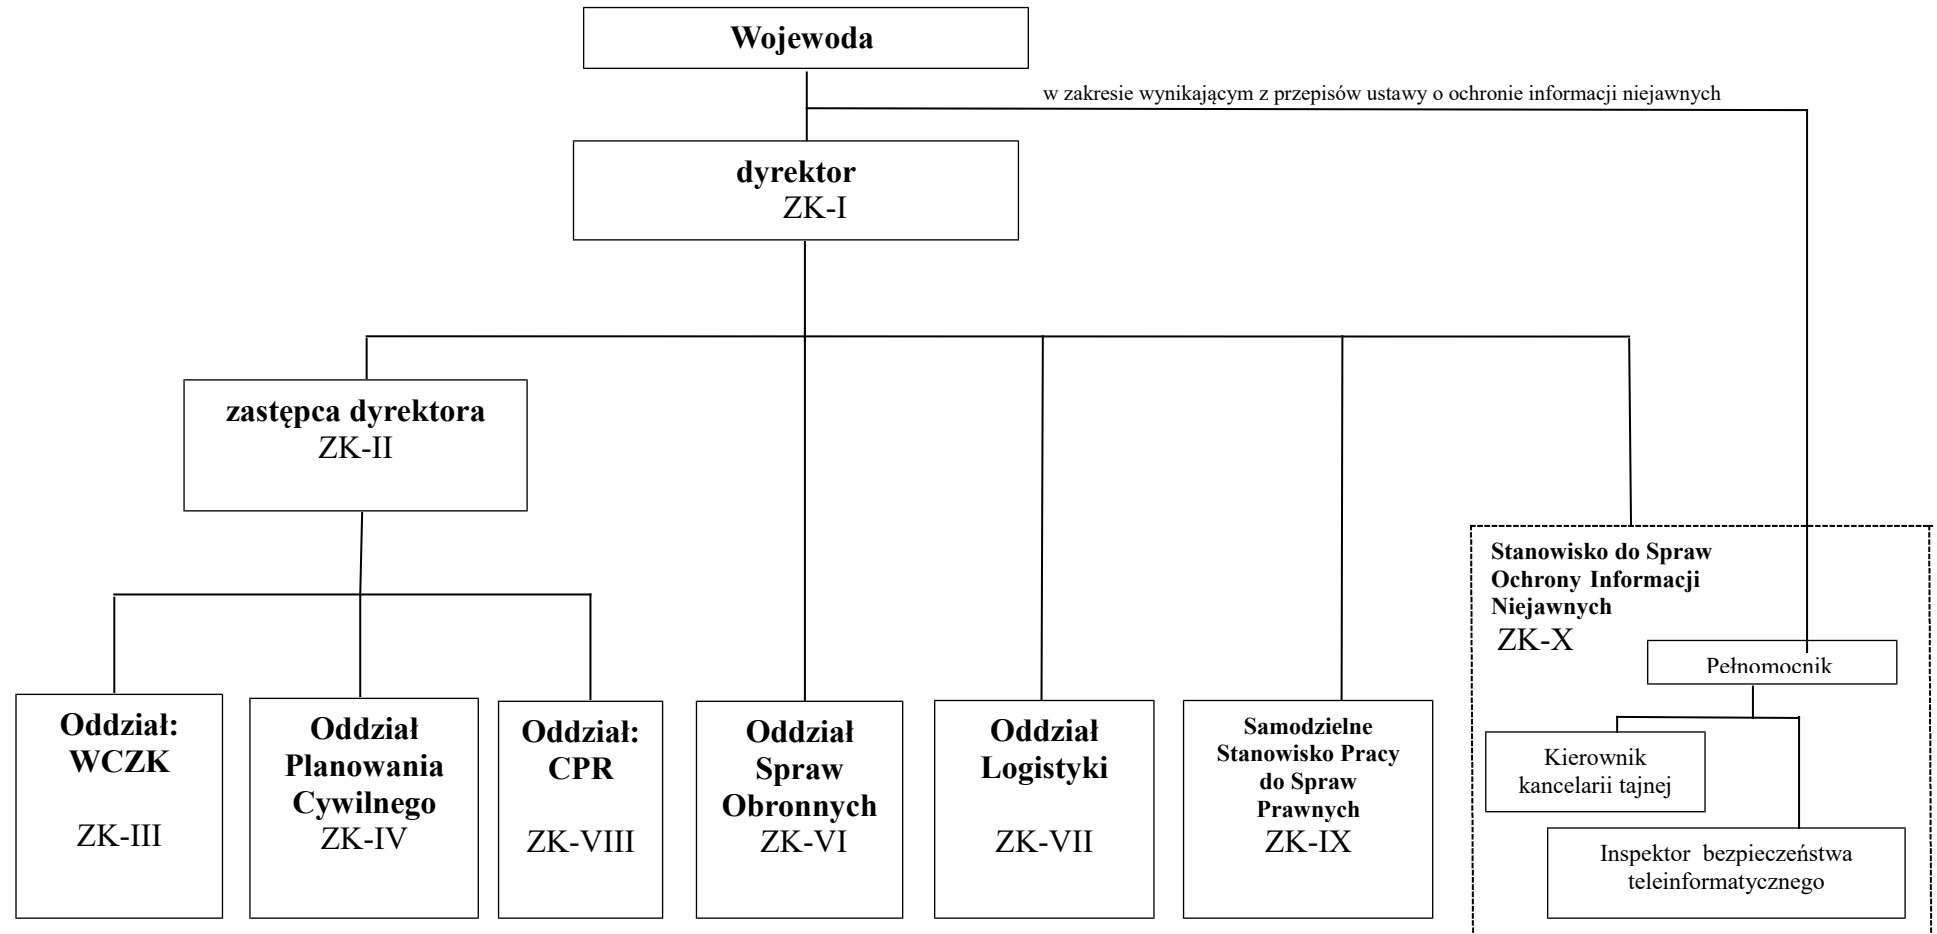 Wojewoda
w zakresie wynikającym z przepisów ustawy o ochronie informacji niejawnych
dyrektor
ZK-I
zastępca dyrektora
ZK-II
Stanowisko do Spraw
Ochrony Informacji
Niejawnych
ZK-X
Pełnomocnik
Oddział:
WCZK
ZK-III
Oddział
Planowania
Cywilnego
ZK-IV
Oddział:
CPR
ZK-VIII
Oddział
Spraw
Obronnych
ZK-VI
Oddział
Logistyki
ZK-VII
Samodzielne
Stanowisko Pracy
do Spraw
Prawnych
ZK-IX
Kierownik
kancelarii tajnej
Inspektor bezpieczeństwa
teleinformatycznego